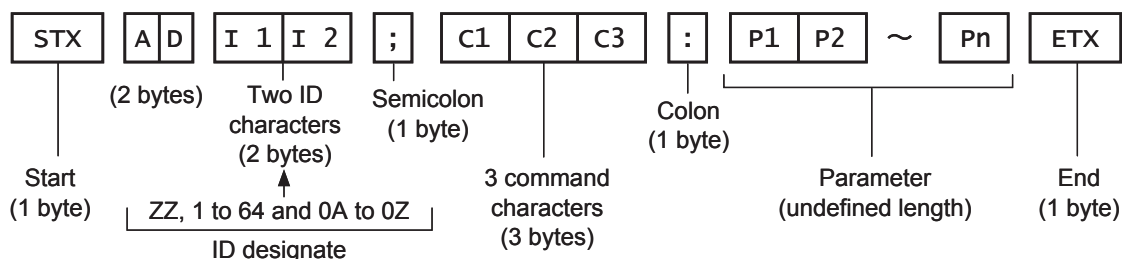 STX A D I 1 I 2 ; C1 C2 C3 : P1 P2 ~ Pn ETX
(2 bytes)
Two ID
characters
(2 bytes)
Semicolon
(1 byte)
Colon
(1 byte)
Start
(1 byte)
ZZ, 1 to 64 and 0A to 0Z
ID designate
3 command
characters
(3 bytes)
Parameter
(undefined length)
End
(1 byte)